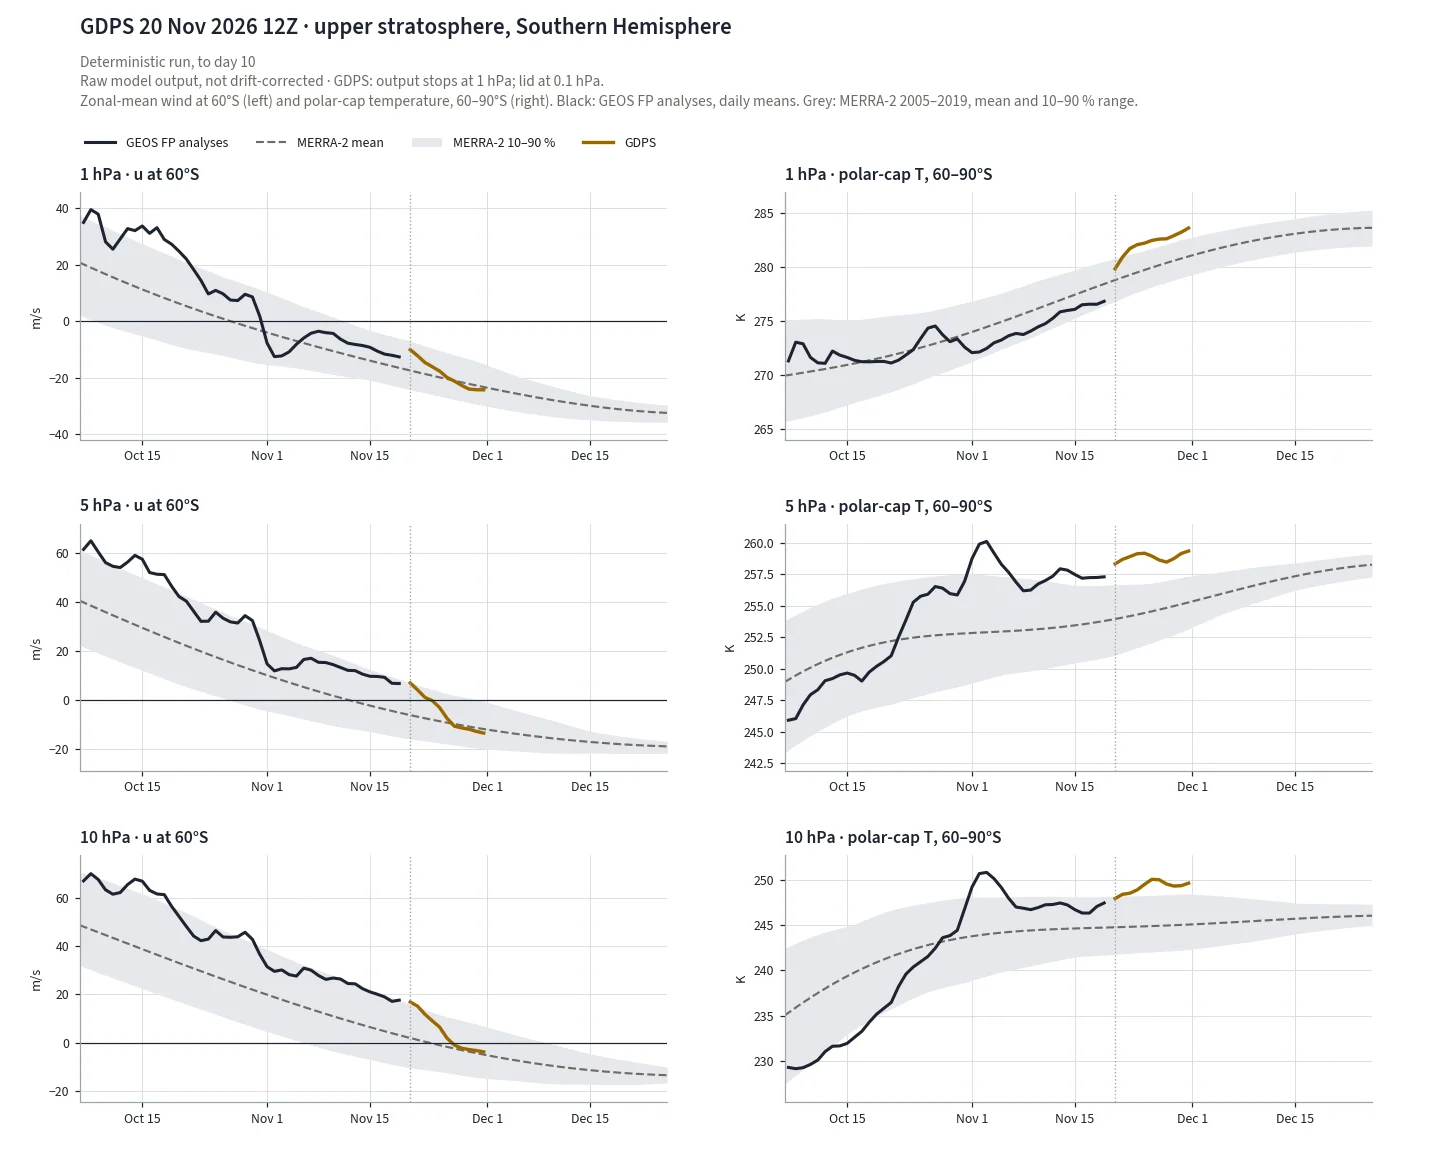 GDPS 20 Nov 2026 12Z · upper stratosphere, Southern Hemisphere
Deterministic run, to day 10
Raw model output, not drift-corrected · GDPS: output stops at 1 hPa; lid at 0.1 hPa.
Zonal-mean wind at 60°S (left) and polar-cap temperature, 60–90°S (right). Black: GEOS FP analyses, daily means. Grey: MERRA-2 2005–2019, mean and 10–90 % range.
GEOS FP analyses MERRA-2 mean MERRA-2 10–90 % GDPS
1 hPa · u at 60°S
40
20
0
−20
−40
m/s
Oct 15 Nov 1 Nov 15 Dec 1 Dec 15
1 hPa · polar-cap T, 60–90°S
285
280
275
270
265
K
Oct 15 Nov 1 Nov 15 Dec 1 Dec 15
5 hPa · u at 60°S
60
40
20
0
−20
m/s
Oct 15 Nov 1 Nov 15 Dec 1 Dec 15
5 hPa · polar-cap T, 60–90°S
260.0
257.5
255.0
252.5
250.0
247.5
245.0
242.5
K
Oct 15 Nov 1 Nov 15 Dec 1 Dec 15
10 hPa · u at 60°S
60
40
20
0
−20
m/s
Oct 15 Nov 1 Nov 15 Dec 1 Dec 15
10 hPa · polar-cap T, 60–90°S
250
245
240
235
230
K
Oct 15 Nov 1 Nov 15 Dec 1 Dec 15